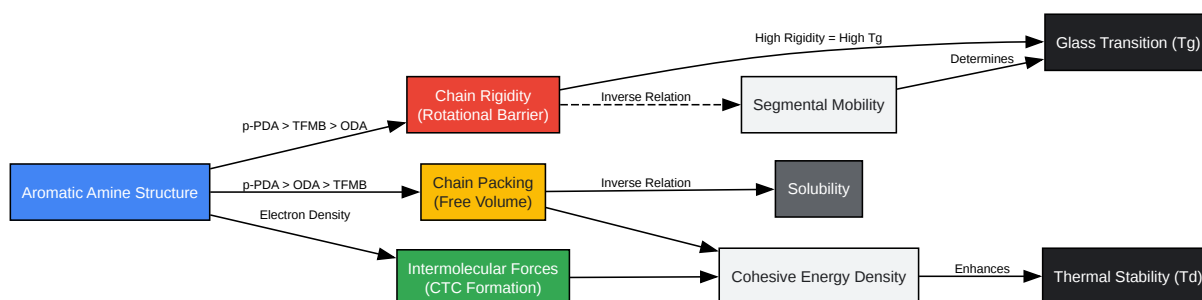 High Rigidity = High Tg
Glass Transition (Tg)
Determines
Chain Rigidity
(Rotational Barrier)
Inverse Relation
Segmental Mobility
p-PDA > TFMB > ODA
Aromatic Amine Structure
p-PDA > ODA > TFMB
Chain Packing
(Free Volume)
Inverse Relation
Solubility
Electron Density
Intermolecular Forces
(CTC Formation)
Cohesive Energy Density
Enhances
Thermal Stability (Td)